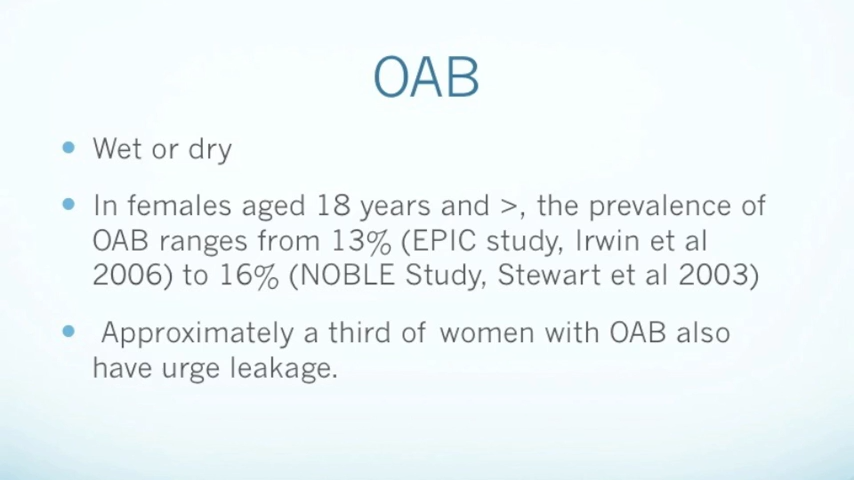 OAB
• Wet or dry
• In females aged 18 years and >, the prevalence of
OAB ranges from 13% (EPIC study, Irwin et al
2006) to 16% (NOBLE Study, Stewart et al 2003)
• Approximately a third of women with OAB also
have urge leakage.